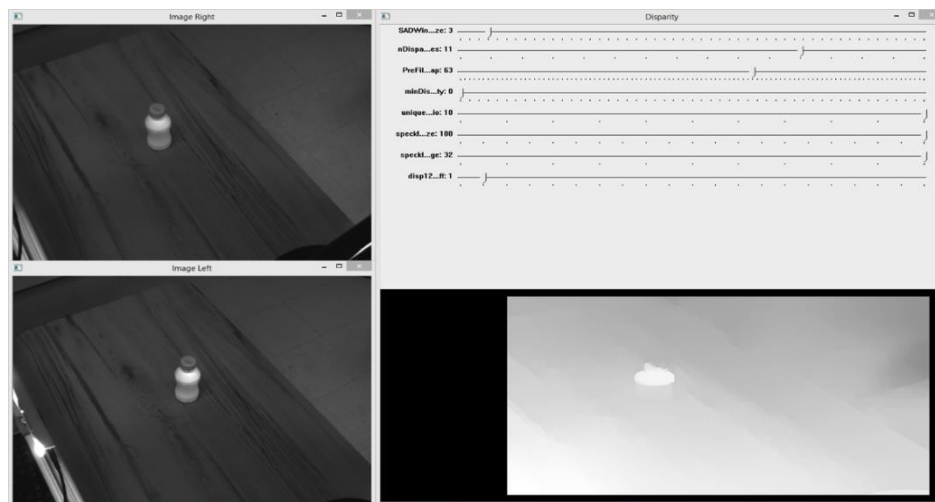 Image Right
Disparity
SADWin...ze: 3
nDispa...es: 11
PreFil...ap: 63
minDis...ty: 0
unique...io: 10
speckl...ze: 100
speckl...ge: 32
disp12...ff: 1
Image Left